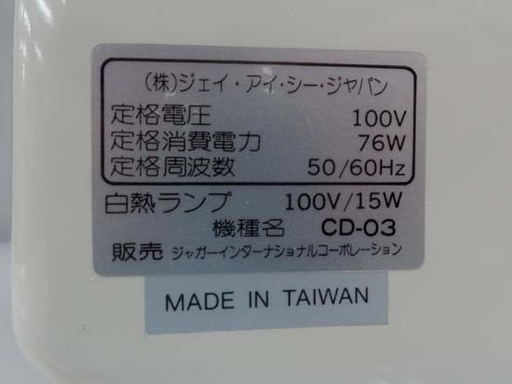 (株)ジェイ・アイ・シー・ジャパン
定格電圧 100V
定格消費電力 76W
定格周波数 50/60Hz
白熱ランプ 100V/15W
機種名 CD-03
販売 ジャガーインターナショナルコーポレーション
MADE IN TAIWAN